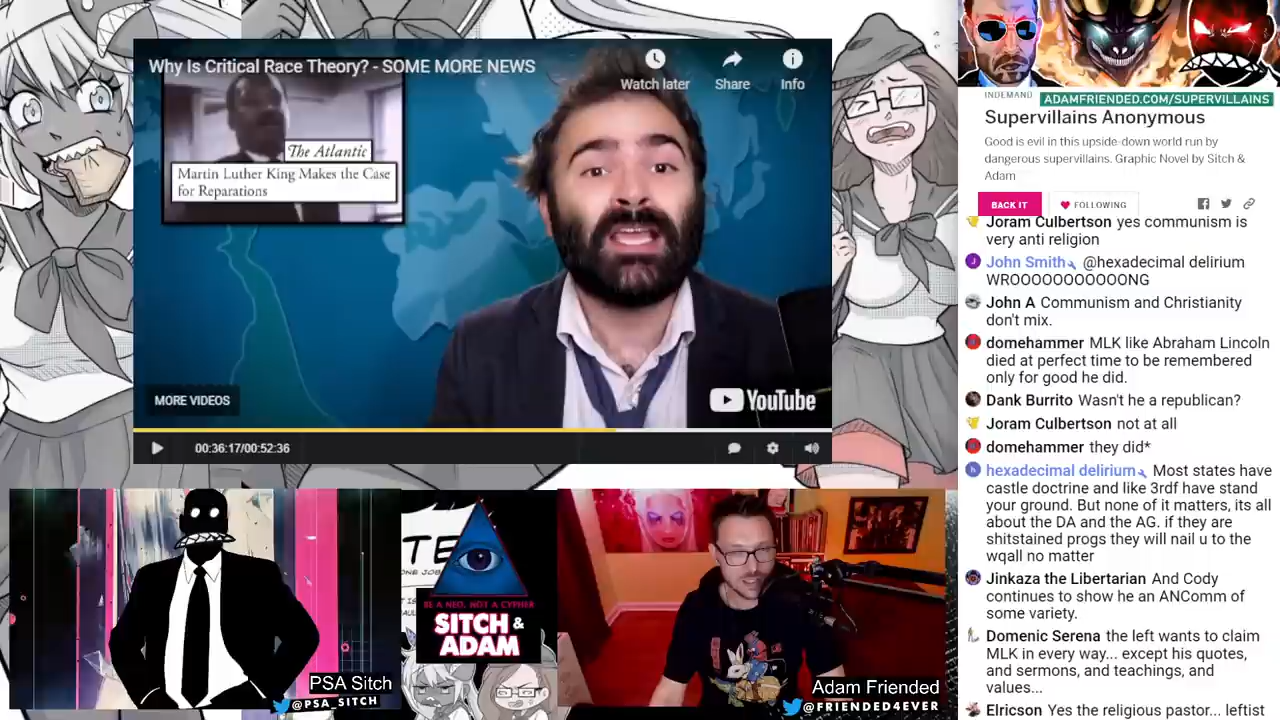 Why Is Critical Race Theory? - SOME MORE NEWS
Watch later
Share
Info
The Atlantic
Martin Luther King Makes the Case
for Reparations
MORE VIDEOS
YouTube
00:36:17/00:52:36
TE
ONE JOB
BE A NEO, NOT A CYPHER
SITCH &
ADAM
PSA Sitch
@PSA_SITCH
Adam Friended
@FRIENDED4EVER
INDEMAND
ADAMFRIENDED.COM/SUPERVILLAINS
Supervillains Anonymous
Good is evil in this upside-down world run by
dangerous supervillains. Graphic Novel by Sitch &
Adam
BACK IT
FOLLOWING
Joram Culbertson yes communism is
very anti religion
John Smith @hexadecimal delirium
WROOOOOOOOOOONG
John A Communism and Christianity
don't mix.
domehammer MLK like Abraham Lincoln
died at perfect time to be remembered
only for good he did.
Dank Burrito Wasn't he a republican?
Joram Culbertson not at all
domehammer they did*
hexadecimal delirium Most states have
castle doctrine and like 3rdf have stand
your ground. But none of it matters, its all
about the DA and the AG. if they are
shitstained progs they will nail u to the
wqall no matter
Jinkaza the Libertarian And Cody
continues to show he an ANComm of
some variety.
Domenic Serena the left wants to claim
MLK in every way... except his quotes,
and sermons, and teachings, and
values...
Elricson Yes the religious pastor... leftist